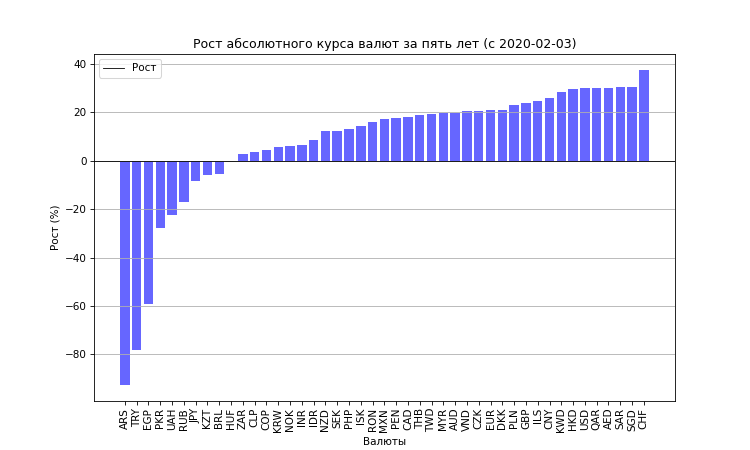 Рост абсолютного курса валют за пять лет (с 2020-02-03)
Рост
40
20
0
−20
−40
−60
−80
Рост (%)
ARS TRY EGP PKR UAH RUB JPY KZT BRL HUF ZAR CLP COP KRW NOK INR IDR NZD SEK PHP ISK RON MXN PEN CAD THB TWD MYR AUD VND CZK EUR DKK PLN GBP ILS CNY KWD HKD USD QAR AED SAR SGD CHF
Валюты